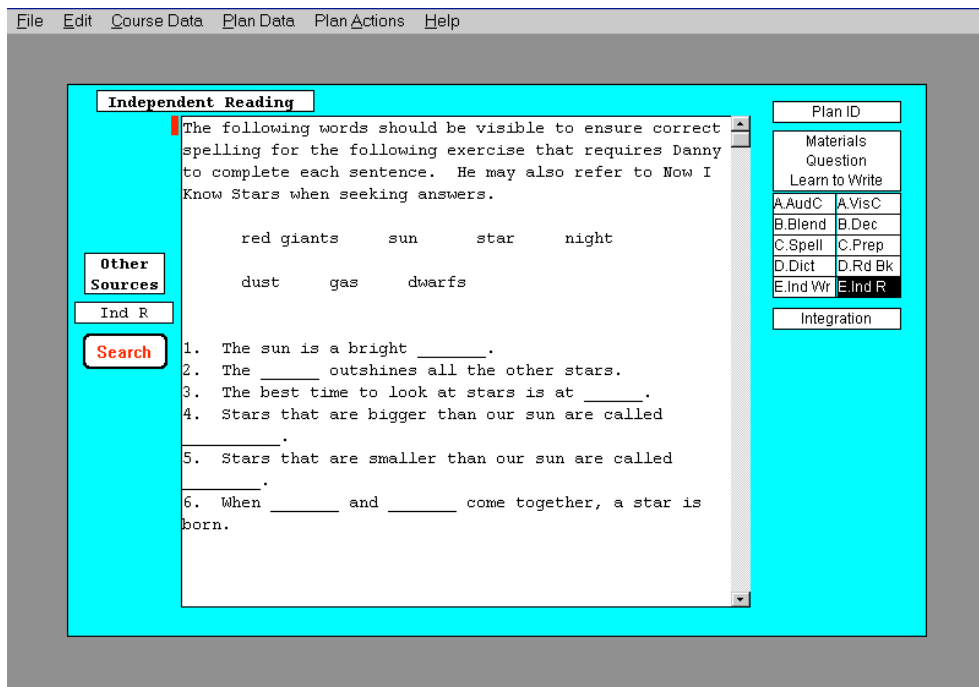 File Edit Course Data Plan Data Plan Actions Help
Independent Reading
The following words should be visible to ensure correct
spelling for the following exercise that requires Danny
to complete each sentence. He may also refer to Now I
Know Stars when seeking answers.
red giants sun star night
dust gas dwarfs
1. The sun is a bright _______.
2. The ______ outshines all the other stars.
3. The best time to look at stars is at ______.
4. Stars that are bigger than our sun are called
__________.
5. Stars that are smaller than our sun are called
________.
6. When _______ and _______ come together, a star is
born.
Other
Sources
Ind R
Search
Plan ID
Materials
Question
Learn to Write
A.AudC A.VisC
B.Blend B.Dec
C.Spell C.Prep
D.Dict D.Rd Bk
E.Ind Wr E.Ind R
Integration